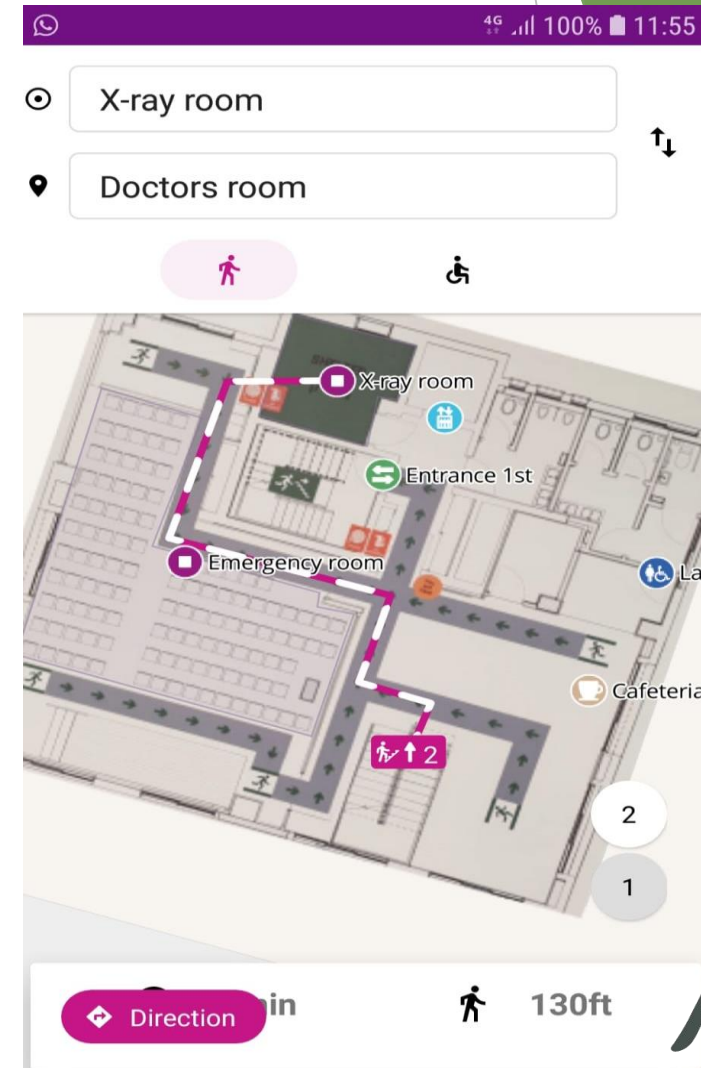 4G 100% 11:55
X-ray room
Doctors room
X-ray room
Entrance 1st
Emergency room
La
Cafeteria
2
2
1
Direction in 130ft